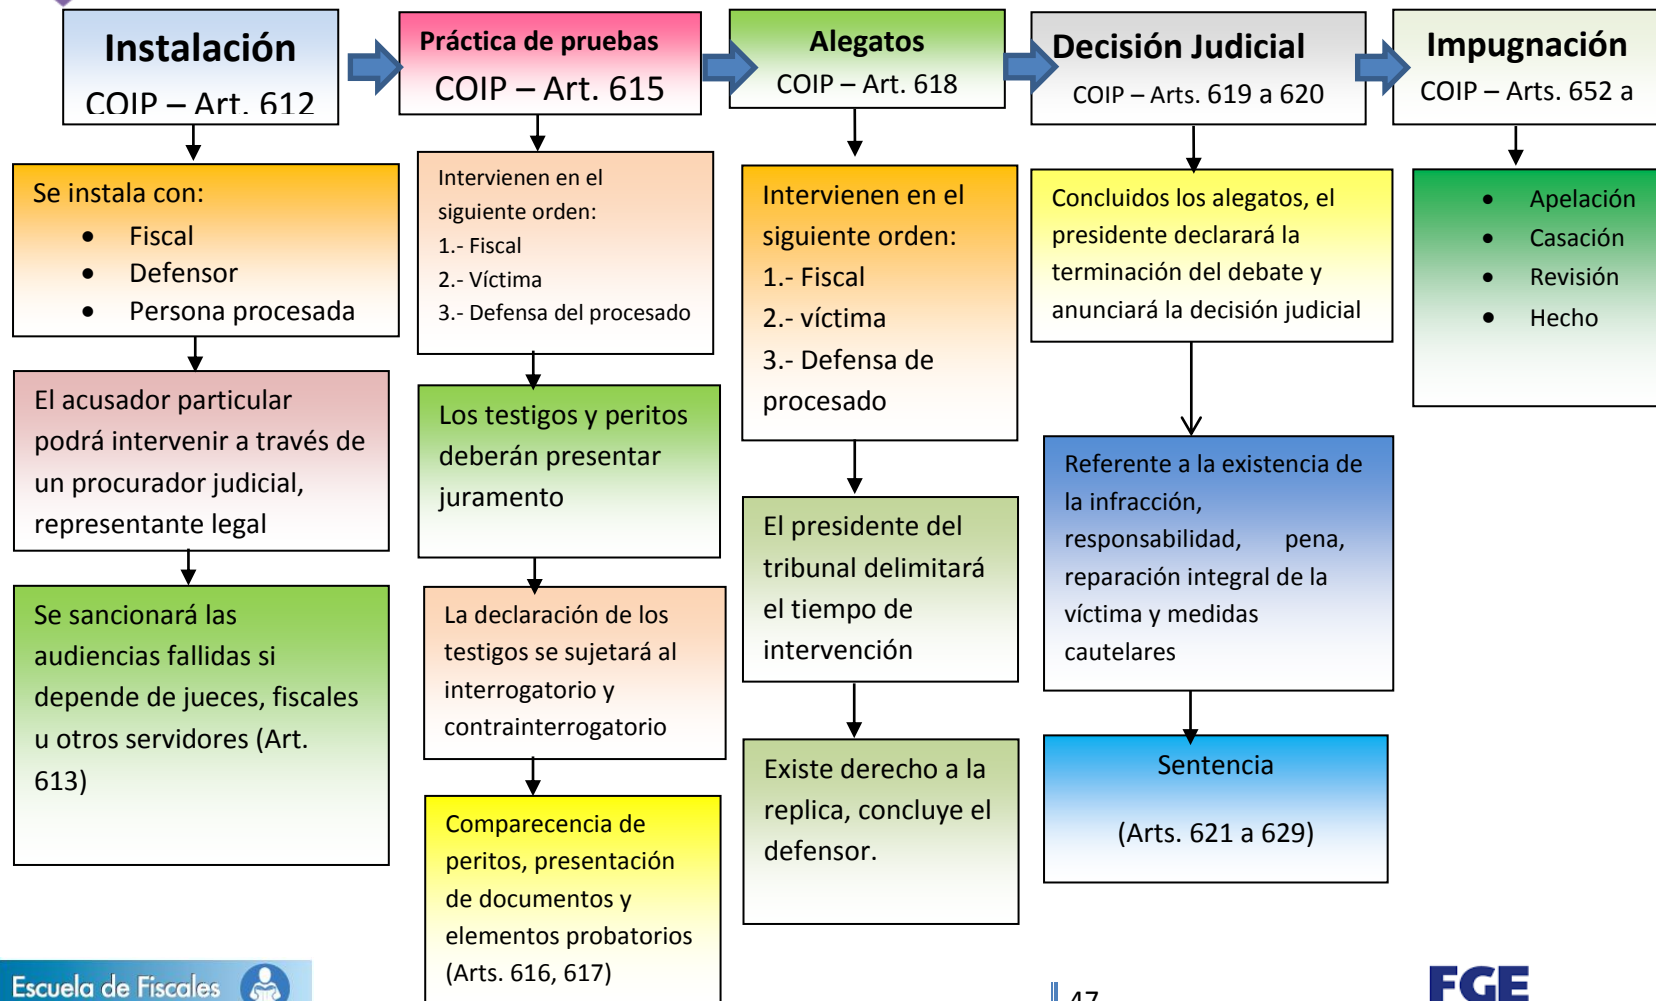 Instalación
COIP – Art. 612
Práctica de pruebas
COIP – Art. 615
Alegatos
COIP – Art. 618
Decisión Judicial
COIP – Arts. 619 a 620
Impugnación
COIP – Arts. 652 a
Se instala con:
• Fiscal
• Defensor
• Persona procesada
El acusador particular
podrá intervenir a través de
un procurador judicial,
representante legal
Se sancionará las
audiencias fallidas si
depende de jueces, fiscales
u otros servidores (Art.
613)
Intervienen en el
siguiente orden:
1.- Fiscal
2.- Víctima
3.- Defensa del procesado
Los testigos y peritos
deberán presentar
juramento
La declaración de los
testigos se sujetará al
interrogatorio y
contrainterrogatorio
Comparecencia de
peritos, presentación
de documentos y
elementos probatorios
(Arts. 616, 617)
Intervienen en el
siguiente orden:
1.- Fiscal
2.- víctima
3.- Defensa de
procesado
El presidente del
tribunal delimitará
el tiempo de
intervención
Existe derecho a la
replica, concluye el
defensor.
Concluidos los alegatos, el
presidente declarará la
terminación del debate y
anunciará la decisión judicial
Referente a la existencia de
la infracción,
responsabilidad, pena,
reparación integral de la
víctima y medidas
cautelares
Sentencia
(Arts. 621 a 629)
• Apelación
• Casación
• Revisión
• Hecho
Escuela de Fiscales
47
FGE